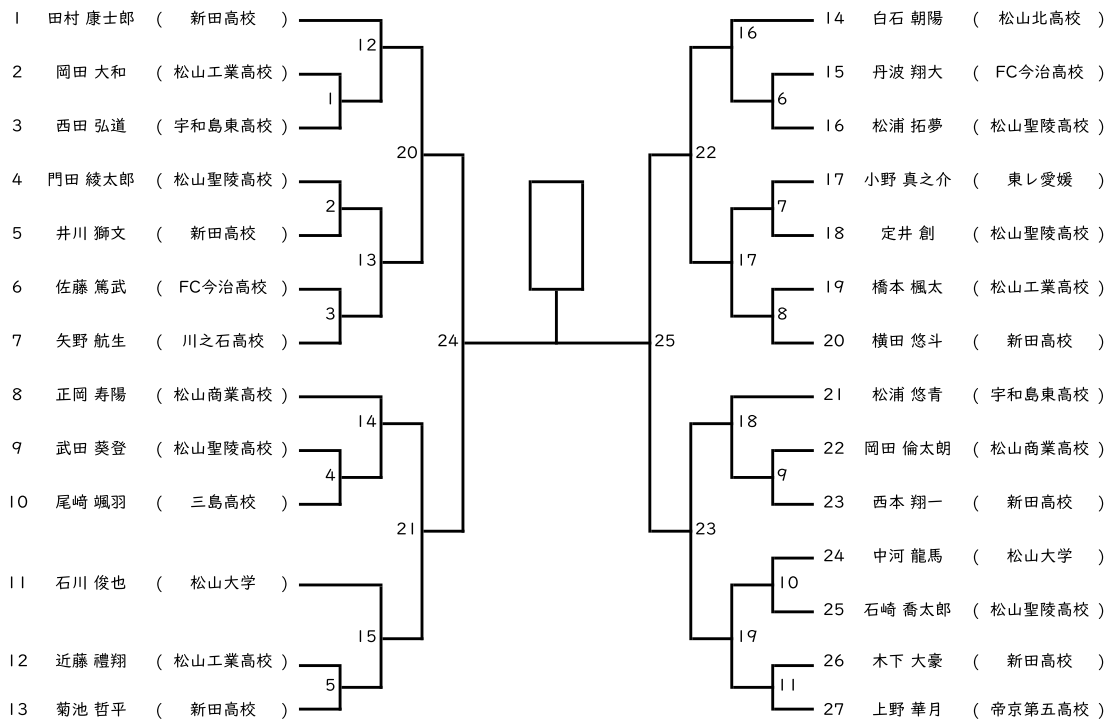 1 田村 康士郎 ( 新田高校 )
2 岡田 大和 ( 松山工業高校 )
3 西田 弘道 ( 宇和島東高校 )
4 門田 綾太郎 ( 松山聖陵高校 )
5 井川 獅文 ( 新田高校 )
6 佐藤 篤武 ( FC今治高校 )
7 矢野 航生 ( 川之石高校 )
8 正岡 寿陽 ( 松山商業高校 )
9 武田 葵登 ( 松山聖陵高校 )
10 尾﨑 颯羽 ( 三島高校 )
11 石川 俊也 ( 松山大学 )
12 近藤 禮翔 ( 松山工業高校 )
13 菊池 哲平 ( 新田高校 )
12
1
20
2
13
3
24
14
4
21
15
5
16
6
22
7
17
8
25
18
9
23
10
19
11
14 白石 朝陽 ( 松山北高校 )
15 丹波 翔大 ( FC今治高校 )
16 松浦 拓夢 ( 松山聖陵高校 )
17 小野 真之介 ( 東レ愛媛 )
18 定井 創 ( 松山聖陵高校 )
19 橋本 楓太 ( 松山工業高校 )
20 横田 悠斗 ( 新田高校 )
21 松浦 悠青 ( 宇和島東高校 )
22 岡田 倫太朗 ( 松山商業高校 )
23 西本 翔一 ( 新田高校 )
24 中河 龍馬 ( 松山大学 )
25 石崎 喬太郎 ( 松山聖陵高校 )
26 木下 大豪 ( 新田高校 )
27 上野 華月 ( 帝京第五高校 )